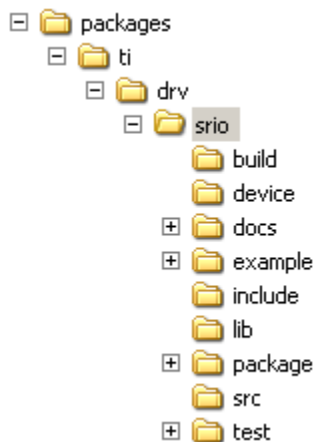 packages
ti
drv
srio
build
device
docs
example
include
lib
package
src
test